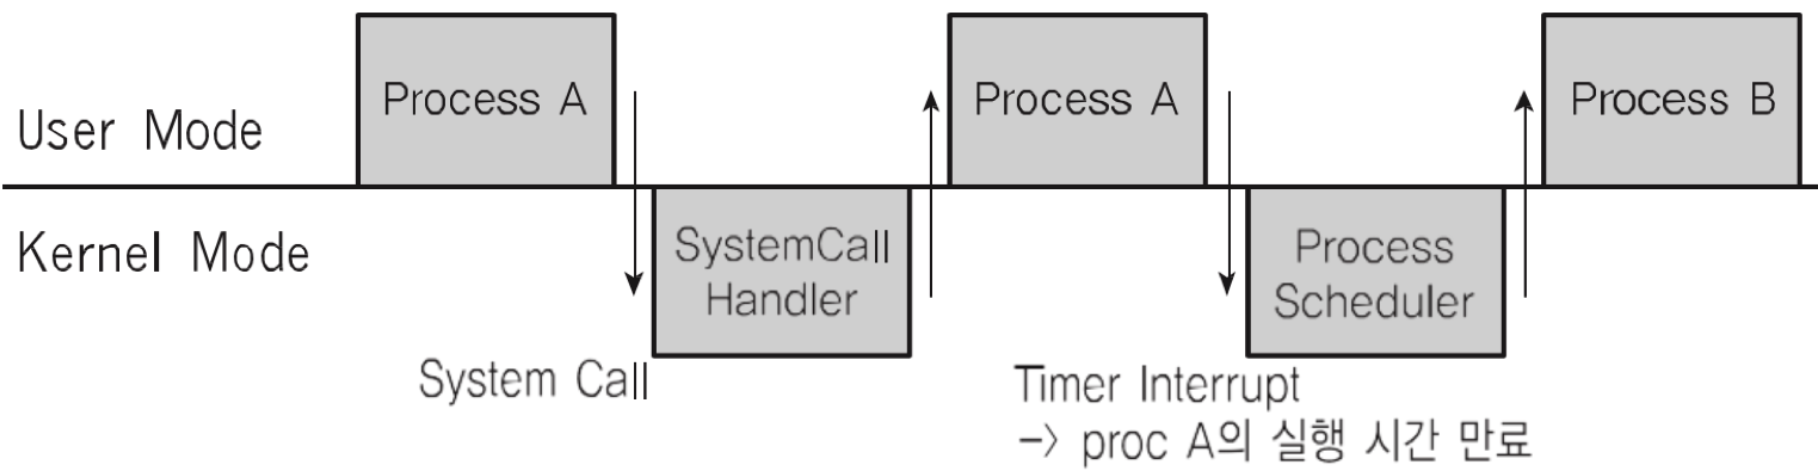 Process A
Process A
Process B
User Mode
Kernel Mode
SystemCall
Handler
Process
Scheduler
System Call
Timer Interrupt
-> proc A의 실행 시간 만료